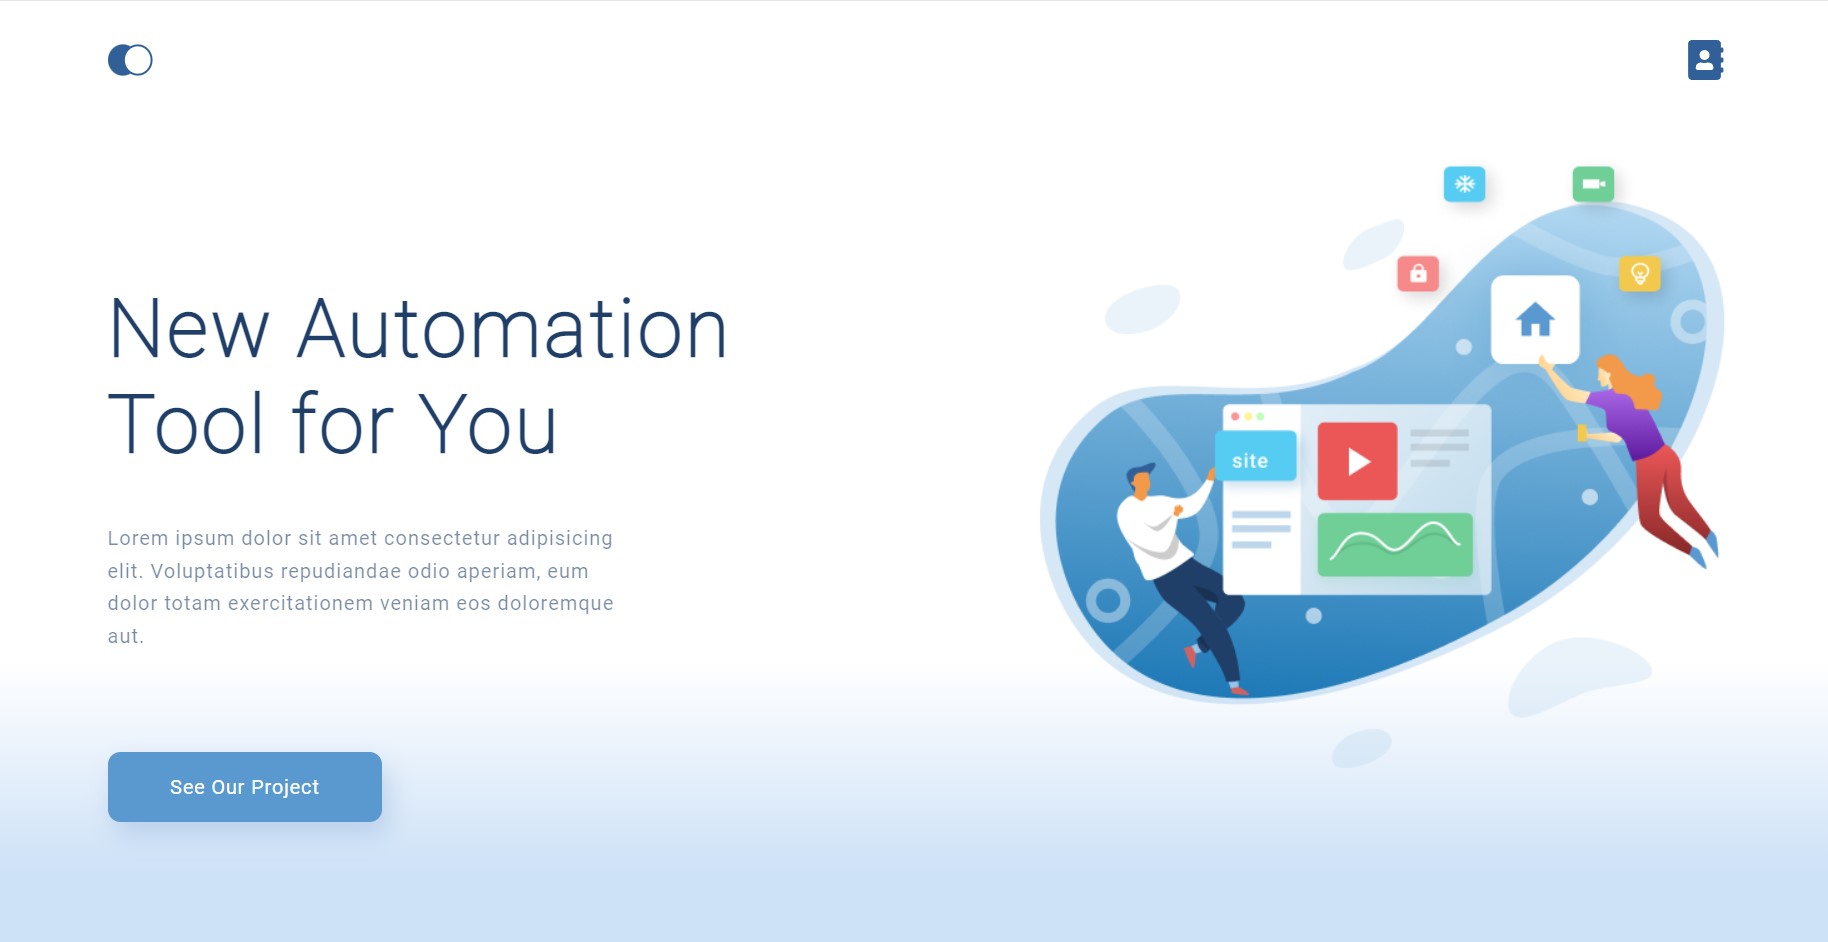 New Automation
Tool for You
Lorem ipsum dolor sit amet consectetur adipisicing
elit. Voluptatibus repudiandae odio aperiam, eum
dolor totam exercitationem veniam eos doloremque
aut.
See Our Project
site